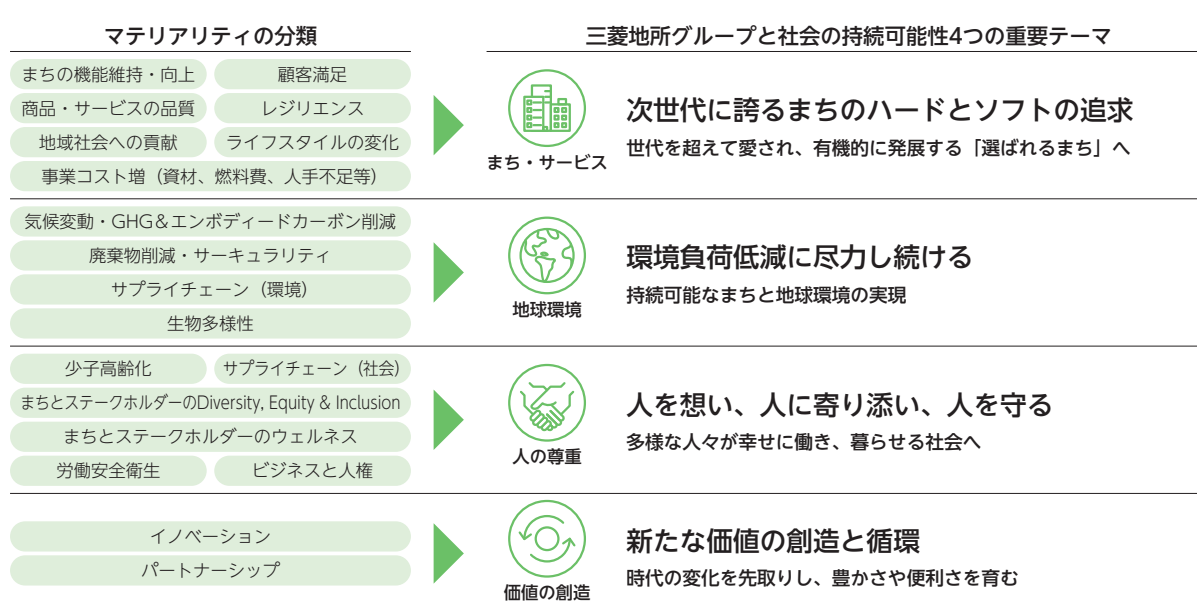 マテリアリティの分類
三菱地所グループと社会の持続可能性4つの重要テーマ
まちの機能維持・向上
顧客満足
商品・サービスの品質
レジリエンス
地域社会への貢献
ライフスタイルの変化
事業コスト増（資材、燃料費、人手不足等）
まち・サービス
次世代に誇るまちのハードとソフトの追求
世代を超えて愛され、有機的に発展する「選ばれるまち」へ
気候変動・GHG＆エンボディードカーボン削減
廃棄物削減・サーキュラリティ
サプライチェーン（環境）
生物多様性
地球環境
環境負荷低減に尽力し続ける
持続可能なまちと地球環境の実現
少子高齢化
サプライチェーン（社会）
まちとステークホルダーのDiversity, Equity & Inclusion
まちとステークホルダーのウェルネス
労働安全衛生
ビジネスと人権
人の尊重
人を想い、人に寄り添い、人を守る
多様な人々が幸せに働き、暮らせる社会へ
イノベーション
パートナーシップ
価値の創造
新たな価値の創造と循環
時代の変化を先取りし、豊かさや便利さを育む